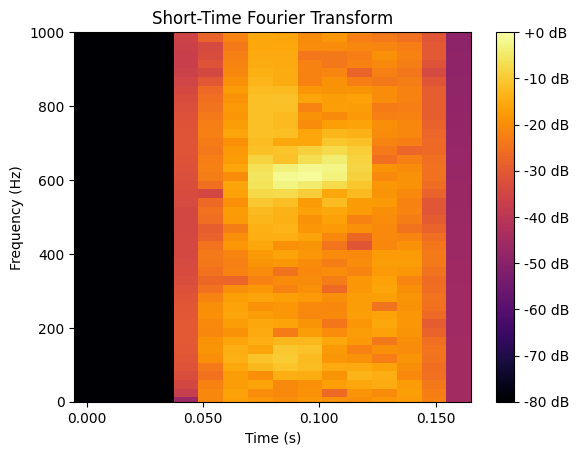 Short-Time Fourier Transform
1000
800
600
400
200
0
Frequency (Hz)
0.000
0.050
0.100
0.150
Time (s)
+0 dB
-10 dB
-20 dB
-30 dB
-40 dB
-50 dB
-60 dB
-70 dB
-80 dB